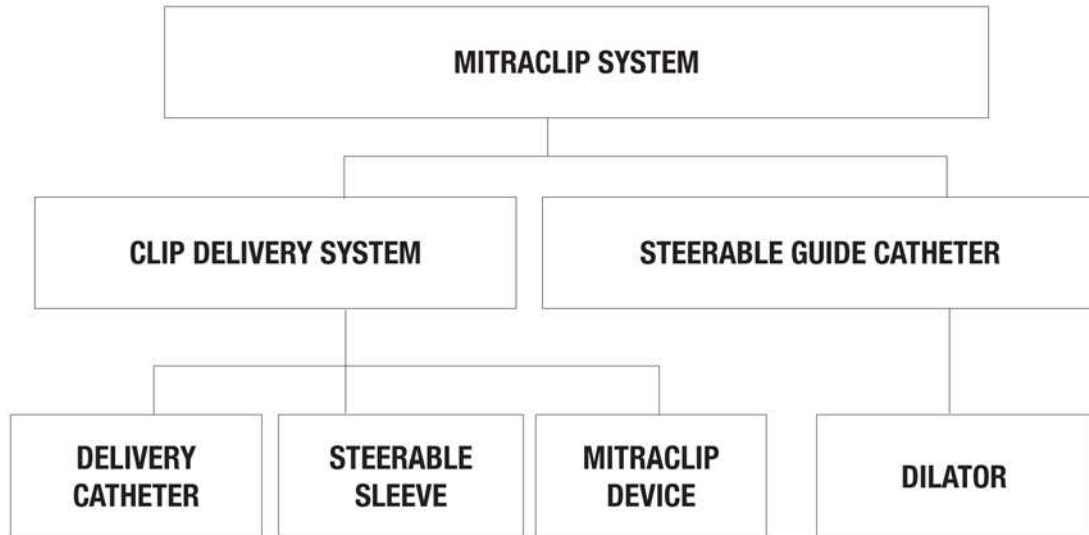 MITRACLIP SYSTEM
CLIP DELIVERY SYSTEM
STEERABLE GUIDE CATHETER
DELIVERY
CATHETER
STEERABLE
SLEEVE
MITRACLIP
DEVICE
DILATOR